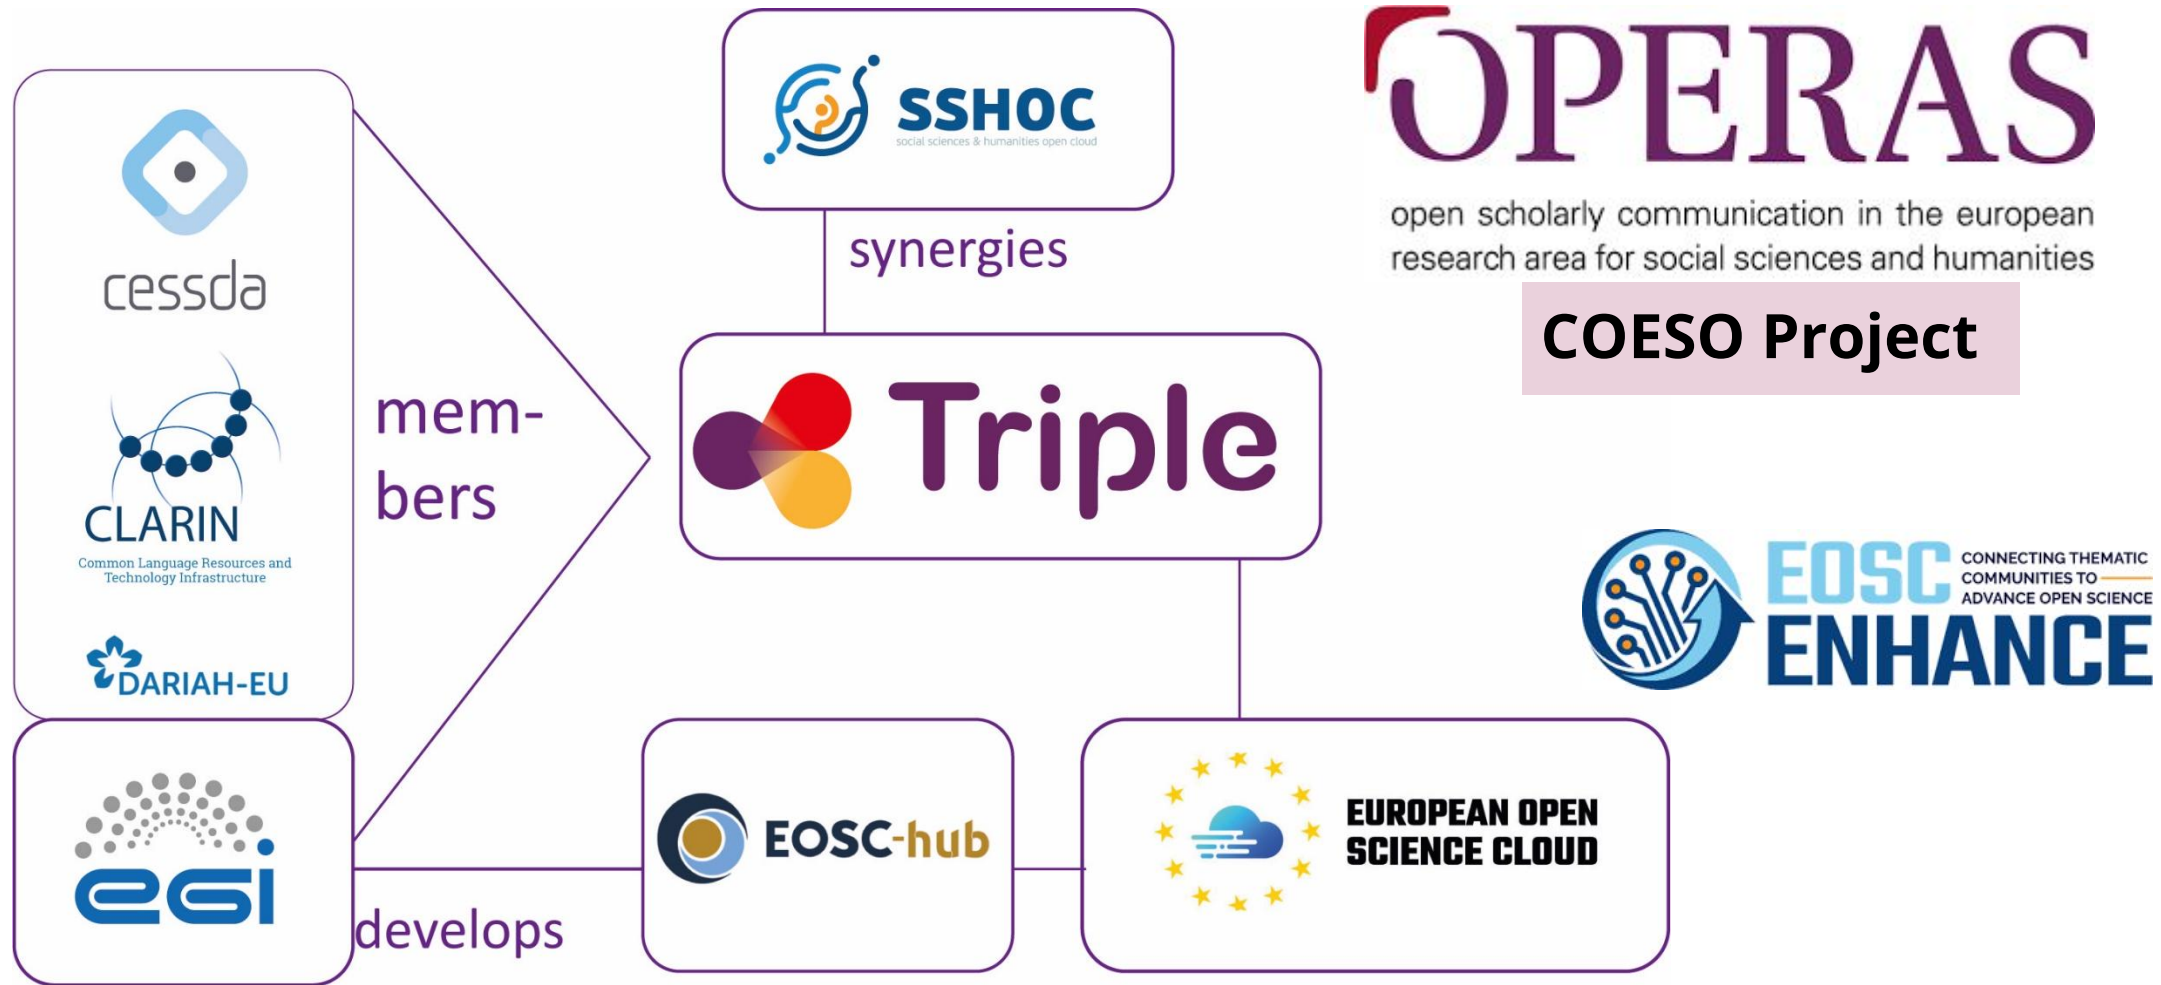 SSHOC
social sciences & humanities open cloud
OPERAS
open scholarly communication in the european
research area for social sciences and humanities
COESO Project
synergies
cessda
mem-
bers
CLARIN
Common Language Resources and
Technology Infrastructure
DARIAH-EU
Triple
EOSC
CONNECTING THEMATIC
COMMUNITIES TO
ADVANCE OPEN SCIENCE
ENHANCE
egi
develops
EOSC-hub
EUROPEAN OPEN
SCIENCE CLOUD